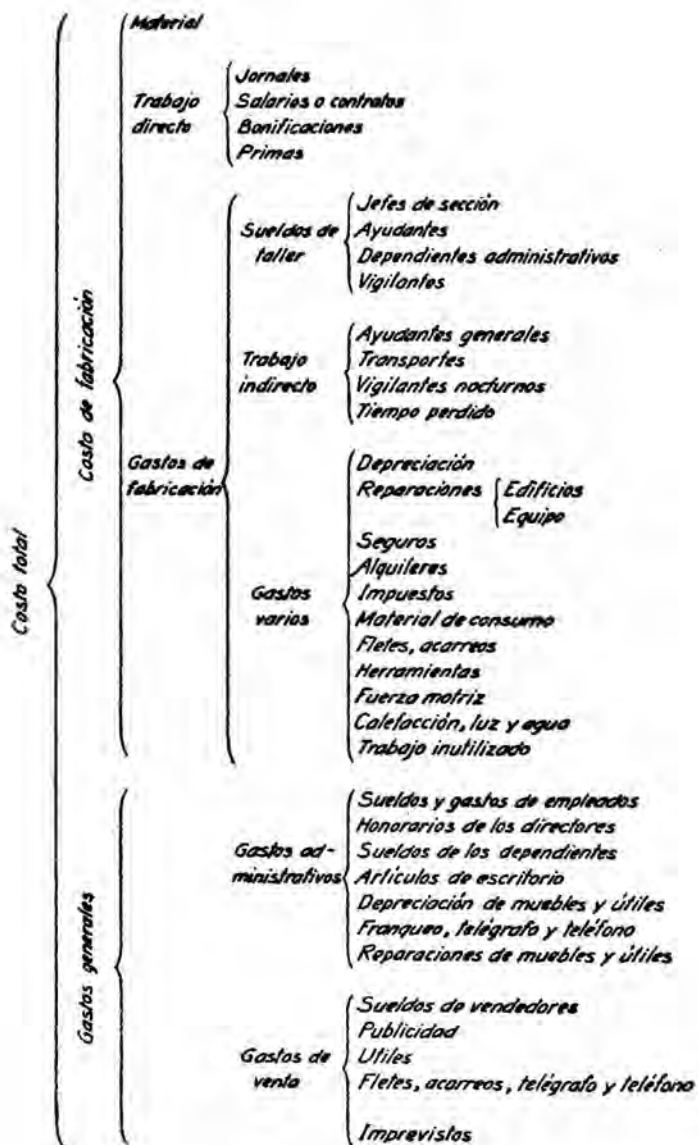 Costo total
Costo de fabricación
Material
Trabajo
directo
Jornales
Salarios o contratos
Bonificaciones
Primas
Gastos de
fabricación
Sueldos de
taller
Jefes de sección
Ayudantes
Dependientes administrativos
Vigilantes
Trabajo
indirecto
Ayudantes generales
Transportes
Vigilantes nocturnos
Tiempo perdido
Gastos
varios
Depreciación
Reparaciones
Edificios
Equipo
Seguros
Alquileres
Impuestos
Material de consumo
Fletes, acarreos
Herramientas
Fuerza motriz
Calefacción, luz y agua
Trabajo inutilizado
Gastos generales
Gastos ad-
ministrativos
Sueldos y gastos de empleados
Honorarios de los directores
Sueldos de los dependientes
Artículos de escritorio
Depreciación de muebles y útiles
Franqueo, telégrafo y teléfono
Reparaciones de muebles y útiles
Gastos de
venta
Sueldos de vendedores
Publicidad
Utiles
Fletes, acarreos, telégrafo y teléfono
Imprevistos